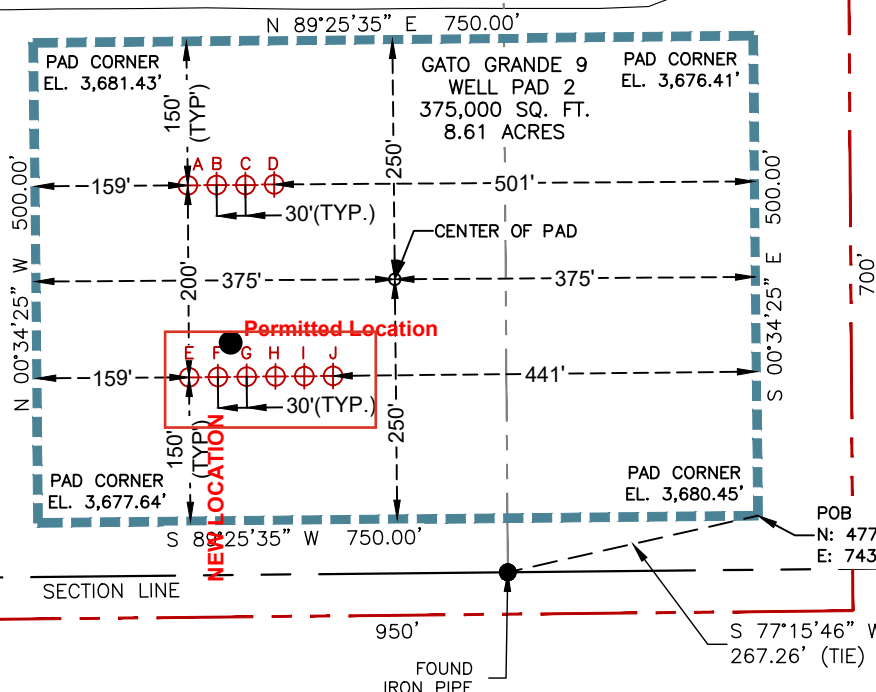 N 89°25'35" E 750.00'
PAD CORNER
EL. 3,681.43'
150'
(TYP')
GATO GRANDE 9
WELL PAD 2
375,000 SQ. FT.
8.61 ACRES
PAD CORNER
EL. 3,676.41'
N 00°34'25" W 500.00'
A B C D
159'
250'
501'
30'(TYP.)
CENTER OF PAD
200'
375'
375'
S 00°34'25" E 500.00'
700'
Permitted Location
E F G H I J
159'
441'
30'(TYP.)
150'
(TYP')
250'
NEW LOCATION
PAD CORNER
EL. 3,677.64'
PAD CORNER
EL. 3,680.45'
S 89°25'35" W 750.00'
POB
N: 477
E: 743
SECTION LINE
950'
S 77°15'46" W
267.26' (TIE)
FOUND
IRON PIPE